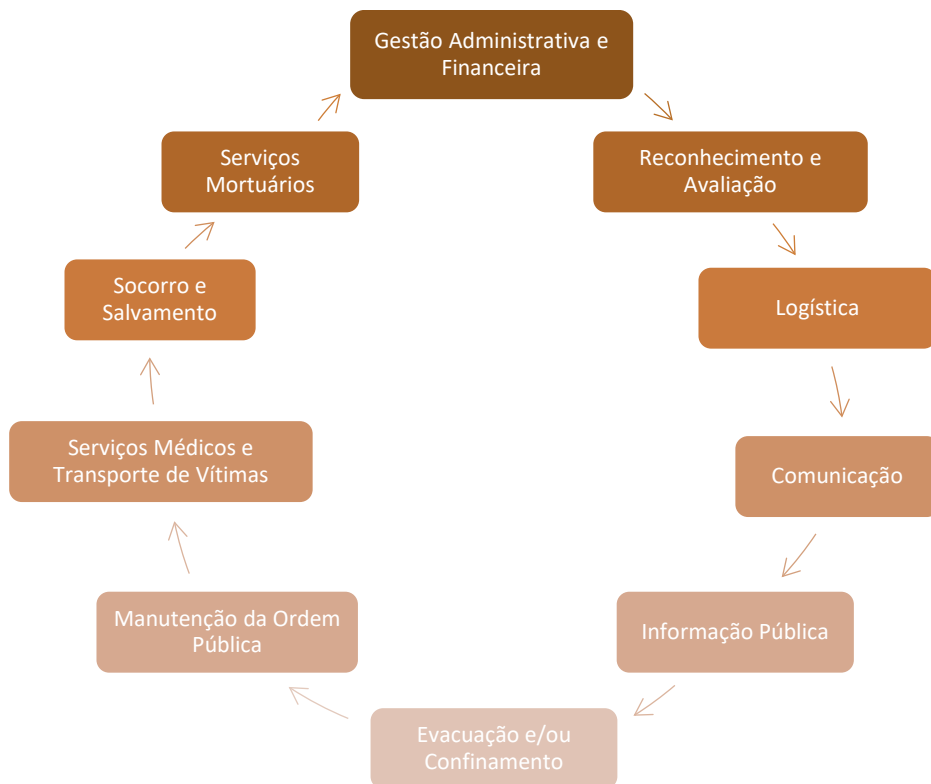 Gestão Administrativa e
Financeira
Reconhecimento e
Avaliação
Logística
Comunicação
Informação Pública
Evacuação e/ou
Confinamento
Manutenção da Ordem
Pública
Serviços Médicos e
Transporte de Vítimas
Socorro e
Salvamento
Serviços
Mortuários